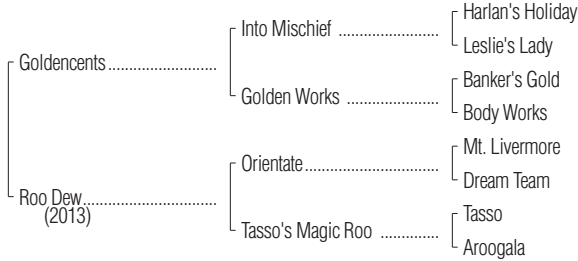 Harlan's Holiday
Into Mischief ........................
Leslie's Lady
Goldencents...........................
Banker's Gold
Golden Works ......................
Body Works
Mt. Livermore
Orientate................................
Dream Team
Roo Dew.................................
(2013)
Tasso
Tasso's Magic Roo ..............
Aroogala